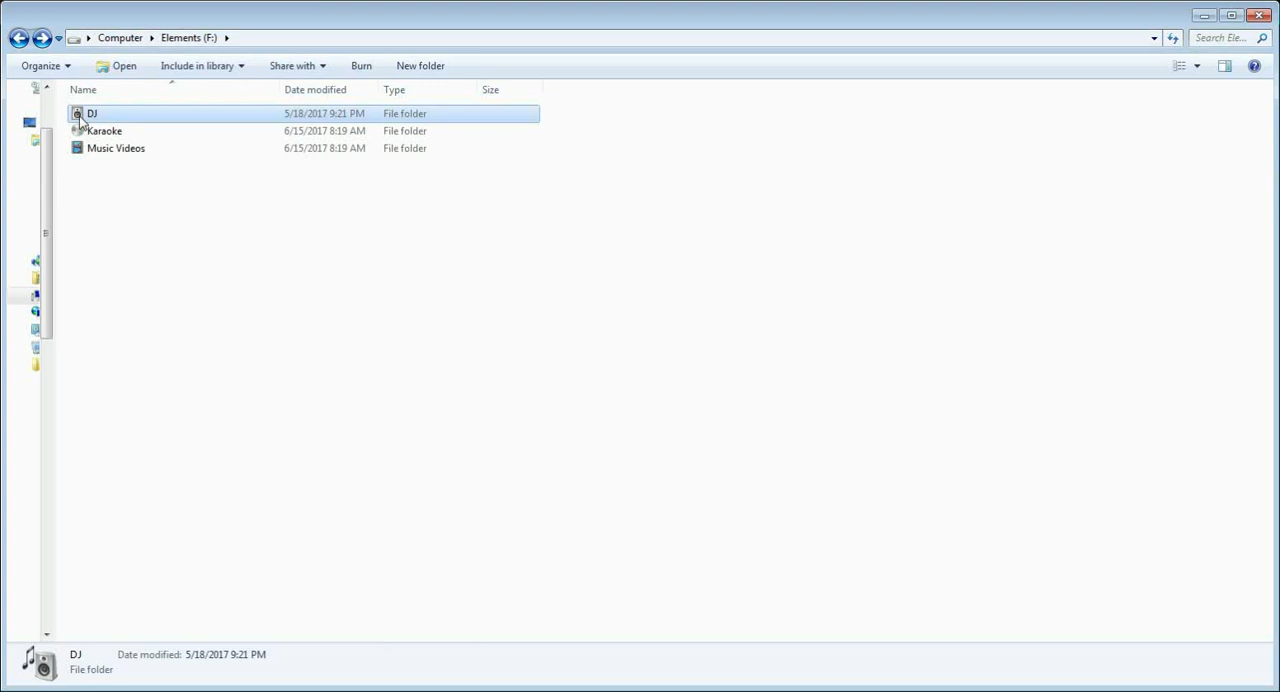 Computer Elements (F:) Search Ele...
Organize Open Include in library Share with Burn New folder
Name Date modified Type Size
DJ 5/18/2017 9:21 PM File folder
Karaoke 6/15/2017 8:19 AM File folder
Music Videos 6/15/2017 8:19 AM File folder
DJ Date modified: 5/18/2017 9:21 PM
File folder